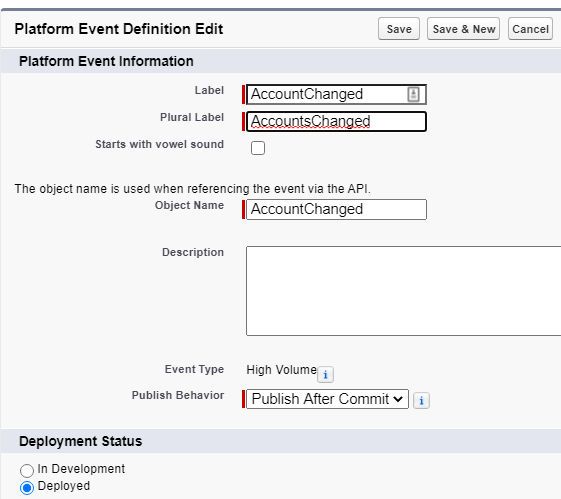 Platform Event Definition Edit
Save
Save & New
Cancel
Platform Event Information
Label
AccountChanged
Plural Label
AccountsChanged
Starts with vowel sound
The object name is used when referencing the event via the API.
Object Name
AccountChanged
Description
Event Type
High Volume
i
Publish Behavior
Publish After Commit
i
Deployment Status
In Development
Deployed